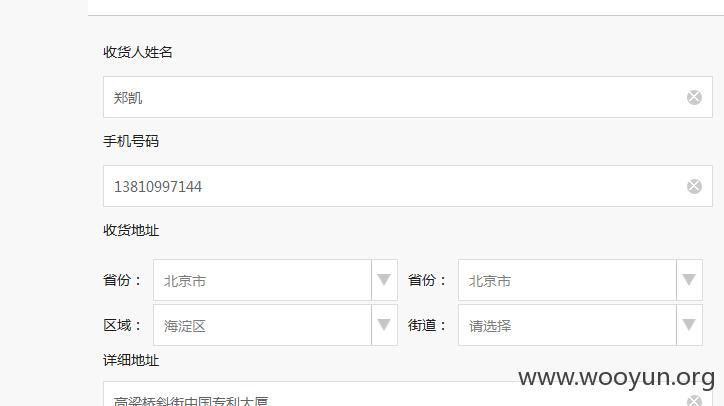 收货人姓名
郑凯
手机号码
13810997144
收货地址
省份： 北京市 省份： 北京市
区域： 海淀区 街道： 请选择
详细地址
www.wooyun.org
高梁桥斜街中国专利大厦